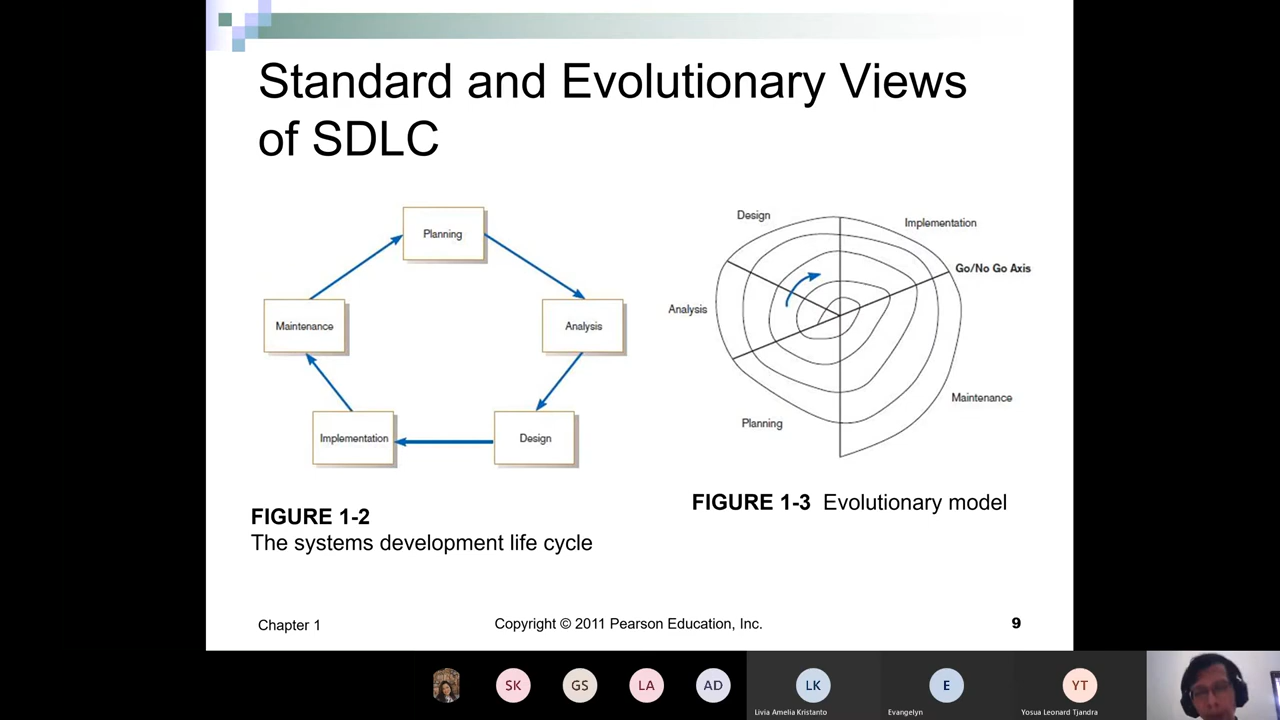 Standard and Evolutionary Views
of SDLC
Planning
Maintenance
Analysis
Implementation
Design
FIGURE 1-2
The systems development life cycle
Design
Implementation
Go/No Go Axis
Analysis
Maintenance
Planning
FIGURE 1-3 Evolutionary model
Chapter 1
Copyright © 2011 Pearson Education, Inc.
9
SK
GS
LA
AD
LK
E
YT
Livia Amelia Kristanto
Evangelyn
Yosua Leonard Tjandra